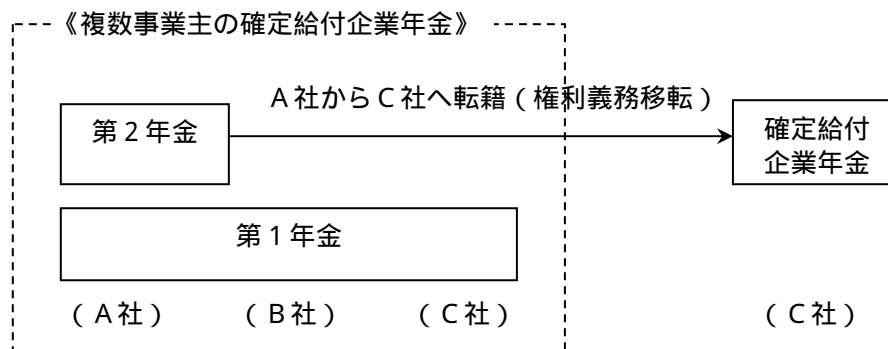 《複数事業主の確定給付企業年金》
A社からC社へ転籍(権利義務移転)
第2年金
確定給付
企業年金
第1年金
(A社) (B社) (C社) (C社)